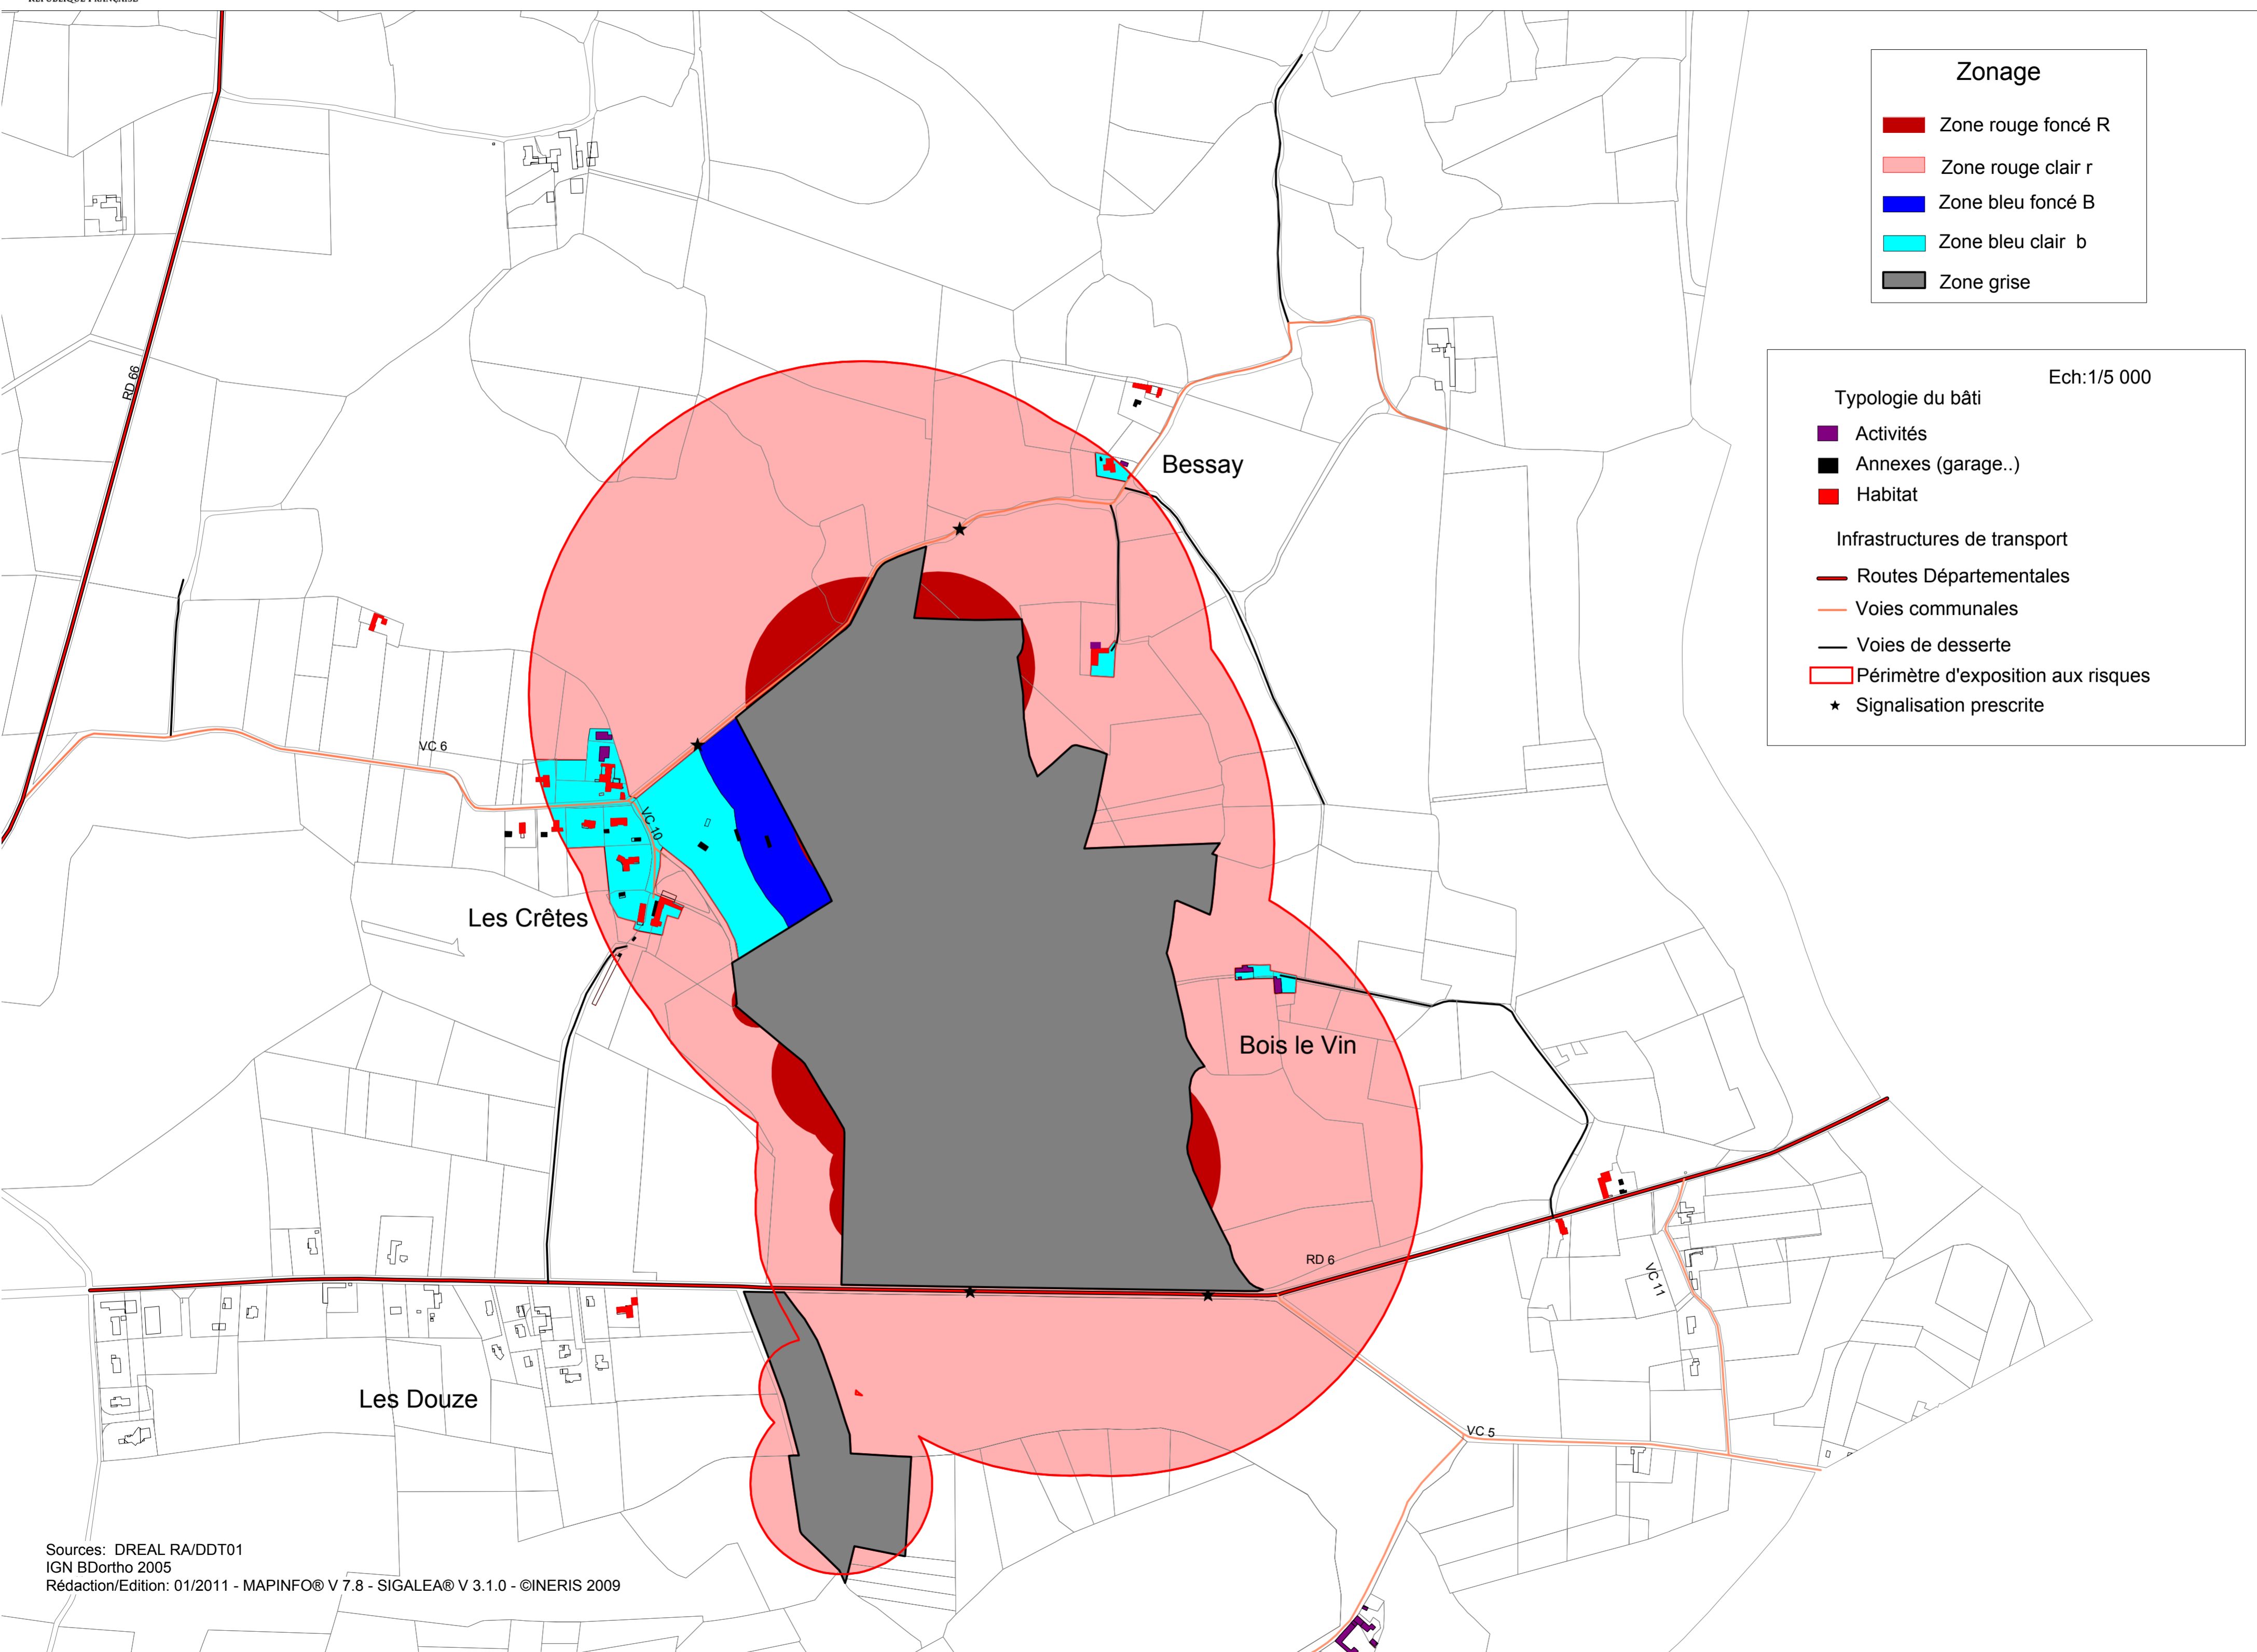 RÉPUBLIQUE FRANÇAISE
Zonage
Zone rouge foncé R
Zone rouge clair r
Zone bleu foncé B
Zone bleu clair b
Zone grise
Ech:1/5 000
Typologie du bâti
Activités
Annexes (garage..)
Habitat
Infrastructures de transport
Routes Départementales
Voies communales
Voies de desserte
Périmètre d'exposition aux risques
Signalisation prescrite
RD 66
Bessay
VC 6
VC 10
Les Crêtes
Bois le Vin
RD 6
VC 11
Les Douze
VC 5
Sources: DREAL RA/DDT01
IGN BDortho 2005
Rédaction/Edition: 01/2011 - MAPINFO® V 7.8 - SIGALEA® V 3.1.0 - ©INERIS 2009